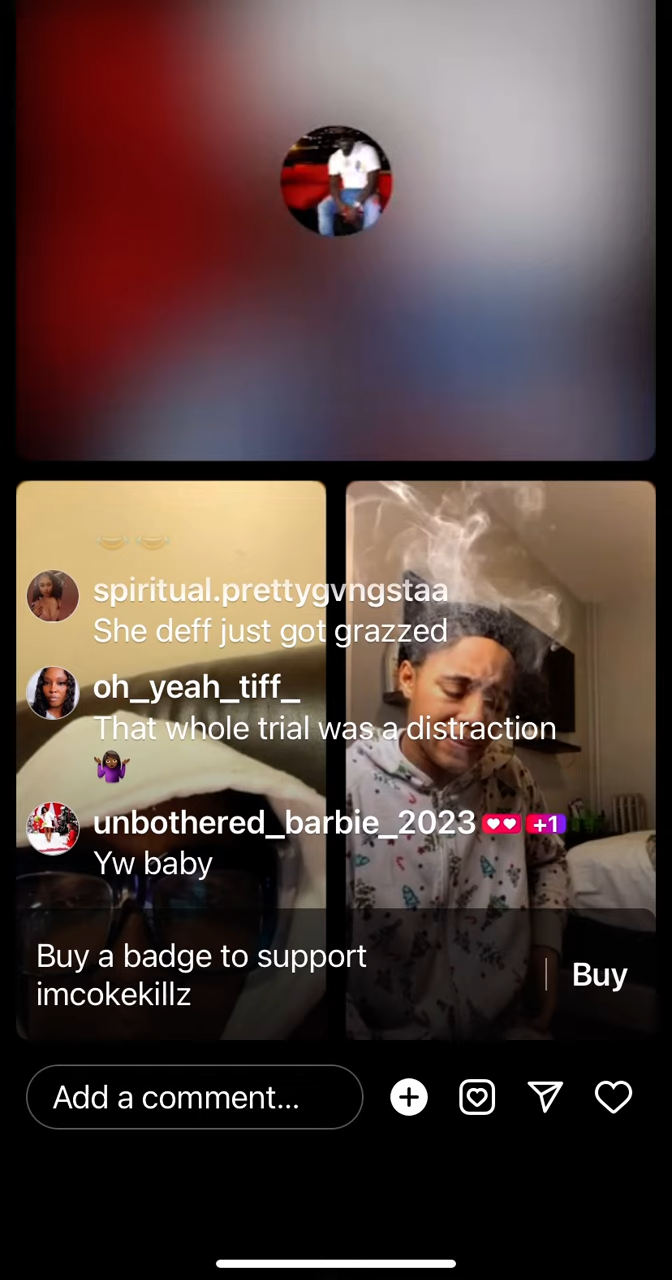 spiritual.prettygvngstaa
She deff just got grazzed
oh_yeah_tiff_
That whole trial was a distraction
🤷🏿‍♀️
unbothered_barbie_2023 +1
Yw baby
Buy a badge to support
imcokekillz
Buy
Add a comment...